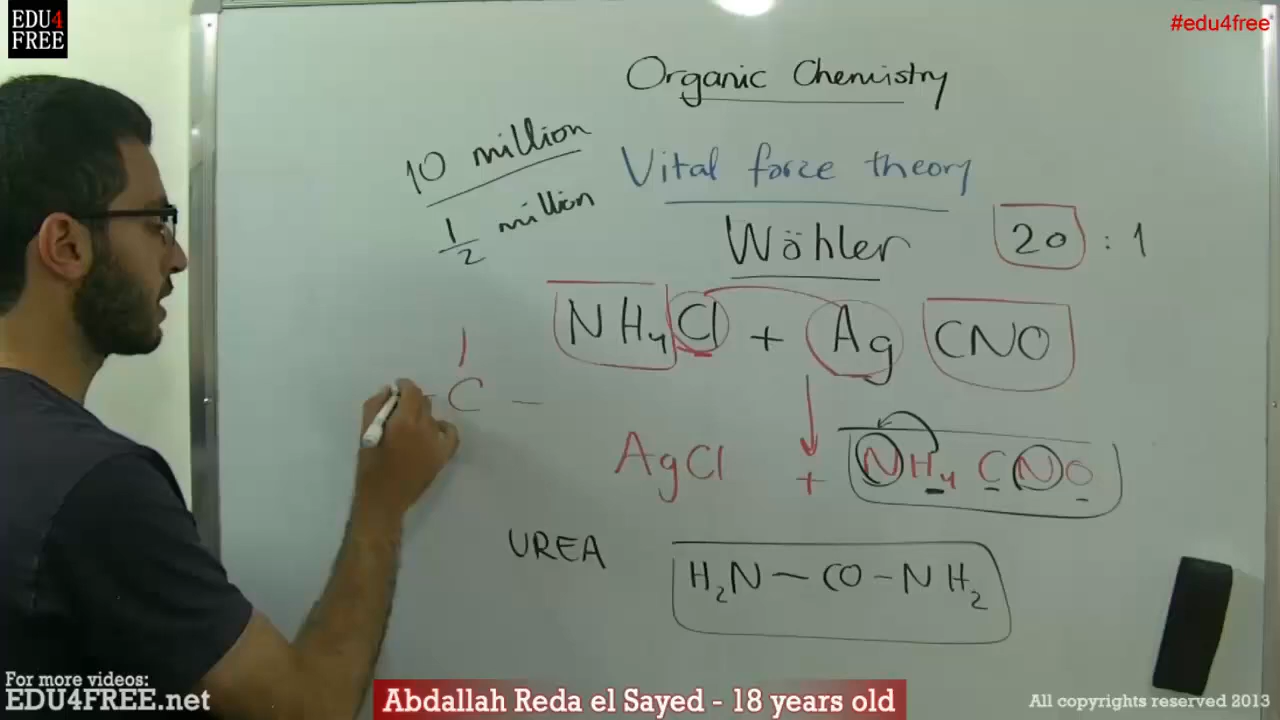 EDU4
FREE
#edu4free
Organic Chemistry
10 million
1/2 million
Vital force theory
Wöhler
20 : 1
NH4Cl + Ag CNO
C
AgCl + NH4 CNO
UREA
H2N — CO – NH2
For more videos:
EDU4FREE.net
Abdallah Reda el Sayed - 18 years old
All copyrights reserved 2013